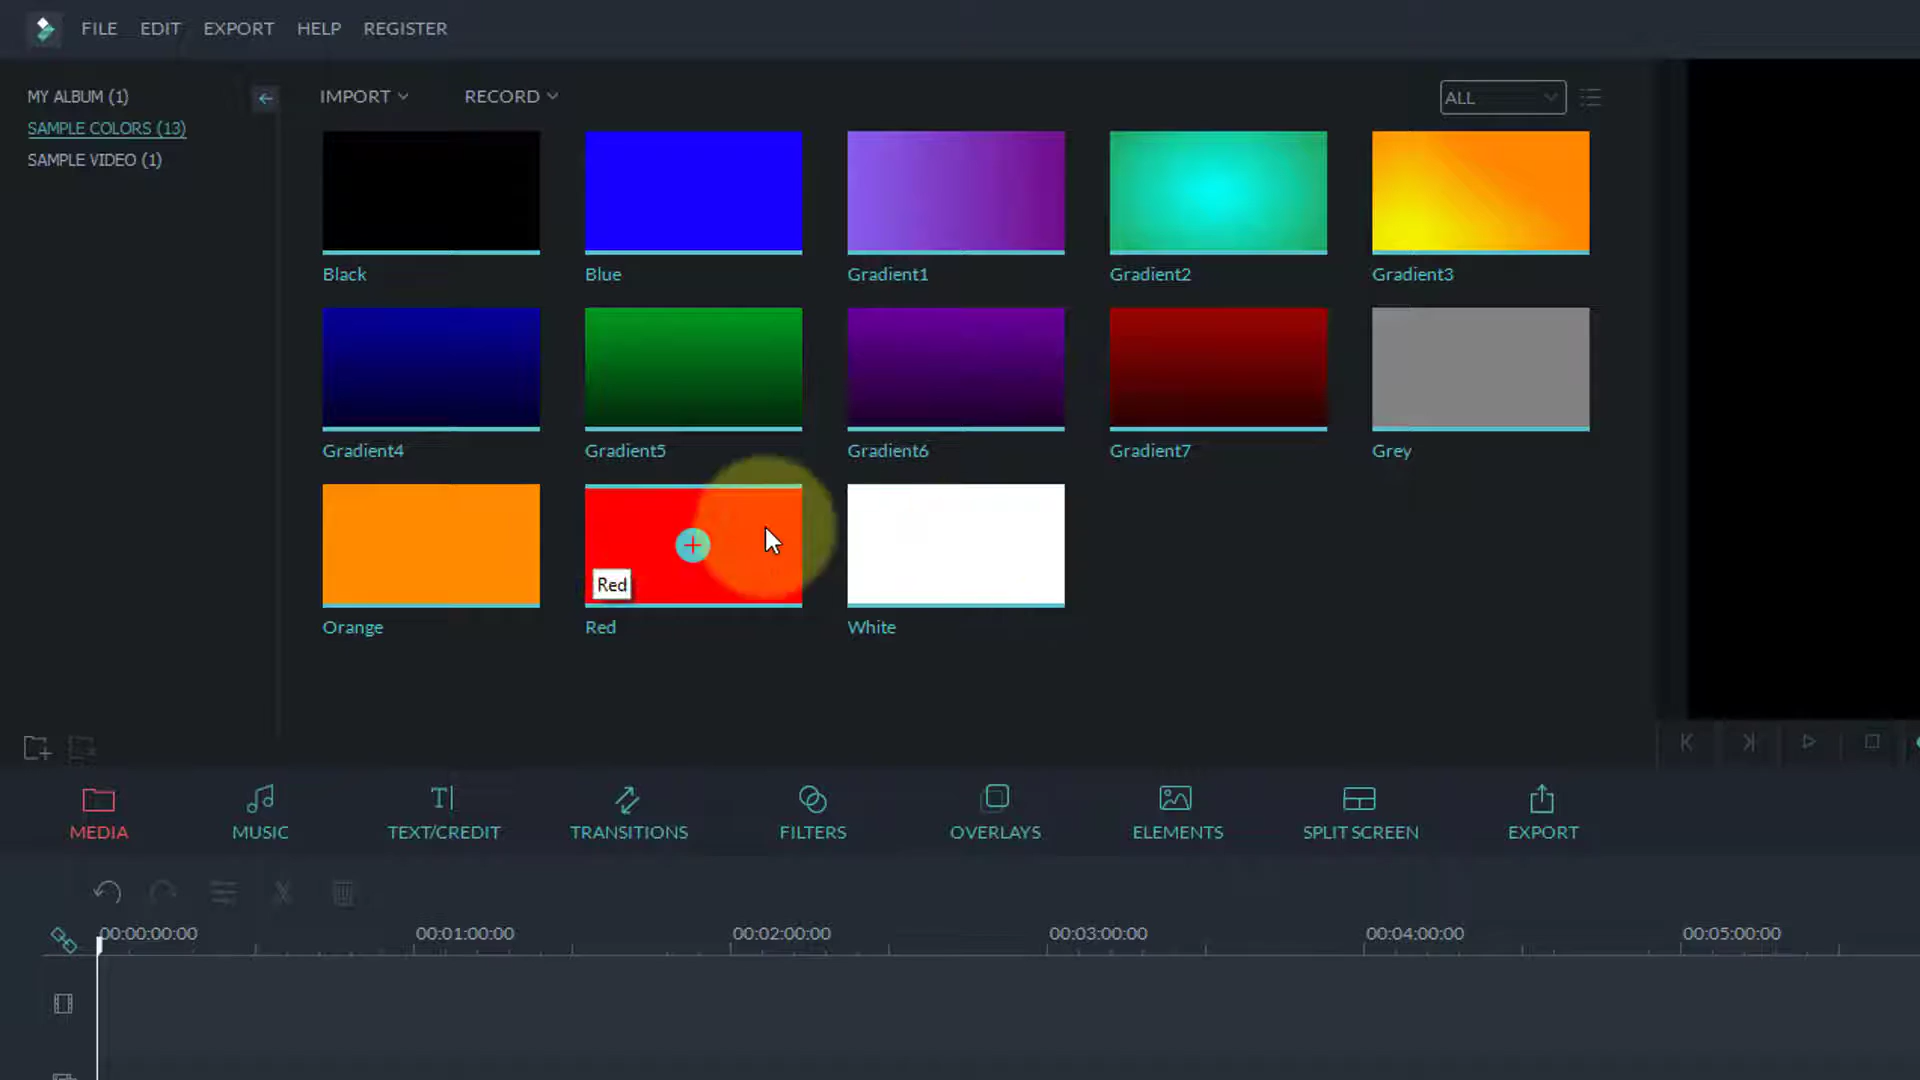 FILE EDIT EXPORT HELP REGISTER
MY ALBUM (1)
SAMPLE COLORS (13)
SAMPLE VIDEO (1)
IMPORT RECORD ALL
Black Blue Gradient1 Gradient2 Gradient3
Gradient4 Gradient5 Gradient6 Gradient7 Grey
Red
Orange Red White
MEDIA MUSIC TEXT/CREDIT TRANSITIONS FILTERS OVERLAYS ELEMENTS SPLIT SCREEN EXPORT
00:00:00:00 00:01:00:00 00:02:00:00 00:03:00:00 00:04:00:00 00:05:00:00